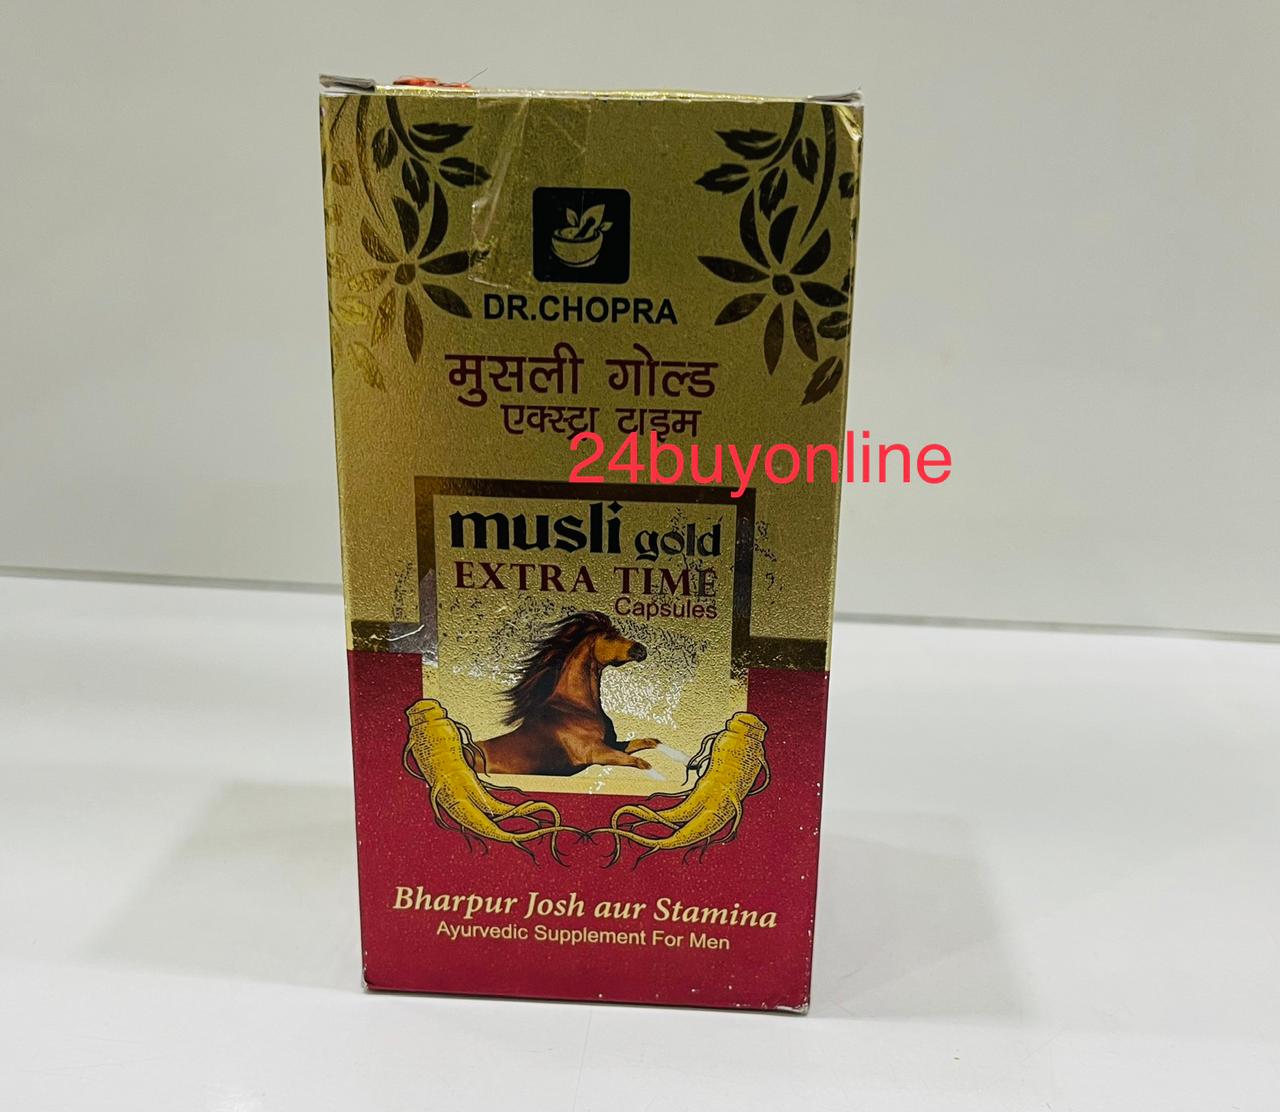 DR.CHOPRA
मुसली गोल्ड
एक्स्ट्रा टाइम
24buyonline
musli gold
EXTRA TIME
Capsules
Bharpur Josh aur Stamina
Ayurvedic Supplement For Men